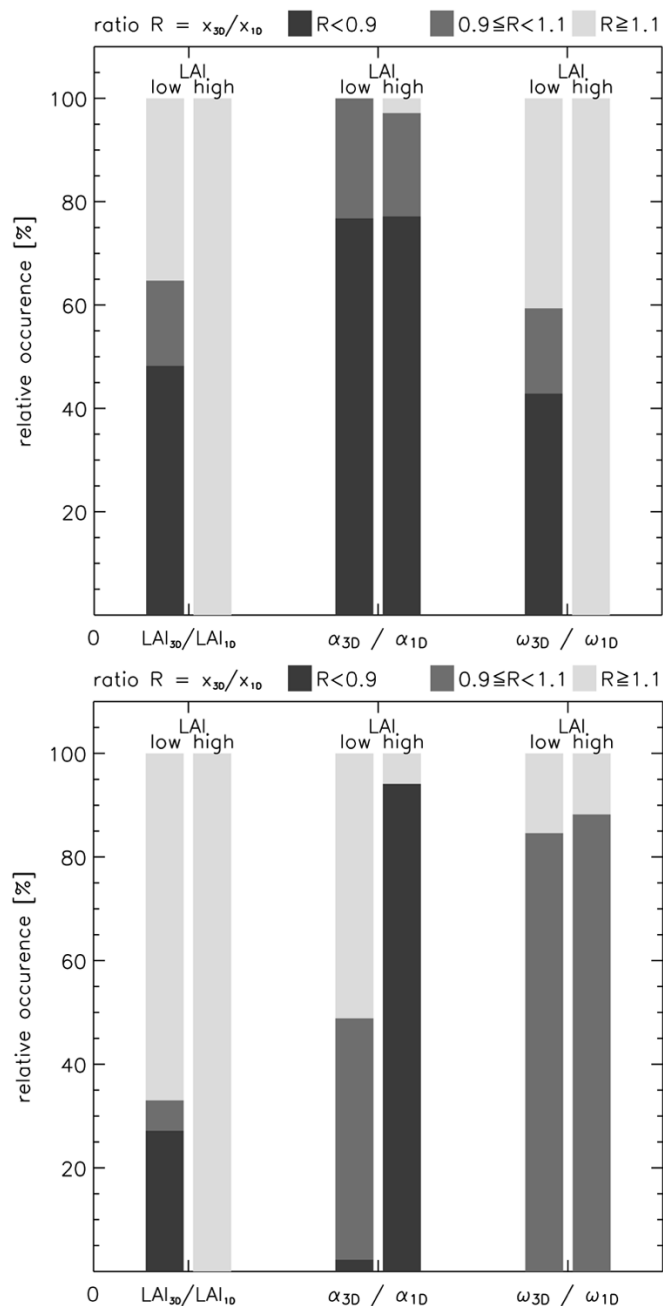 ratio R = x₃D/x₁D R<0.9 0.9≦R<1.1 R≧1.1
LAI LAI LAI
low high low high low high
100
80
60
40
20
0
relative occurence [%]
LAI₃D/LAI₁D α₃D / α₁D ω₃D / ω₁D
ratio R = x₃D/x₁D R<0.9 0.9≦R<1.1 R≧1.1
LAI LAI LAI
low high low high low high
100
80
60
40
20
0
relative occurence [%]
LAI₃D/LAI₁D α₃D / α₁D ω₃D / ω₁D